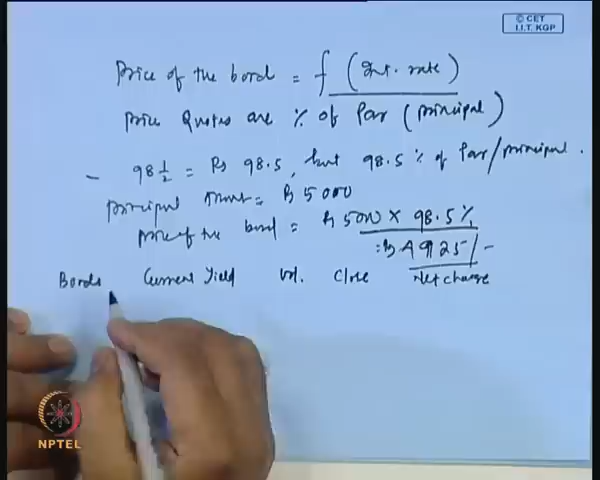 © CET
I.I.T. KGP
Price of the bond = f (Int. rate)
Price Quotes are % of Par (principal)
- 98 1/2 = Rs 98.5, but 98.5 % of Par/principal.
principal = Rs 5000
price of the bond = Rs 5000 X 98.5%
= Rs 4925/-
Bonds Current Yield Vol. Close Net change
NPTEL